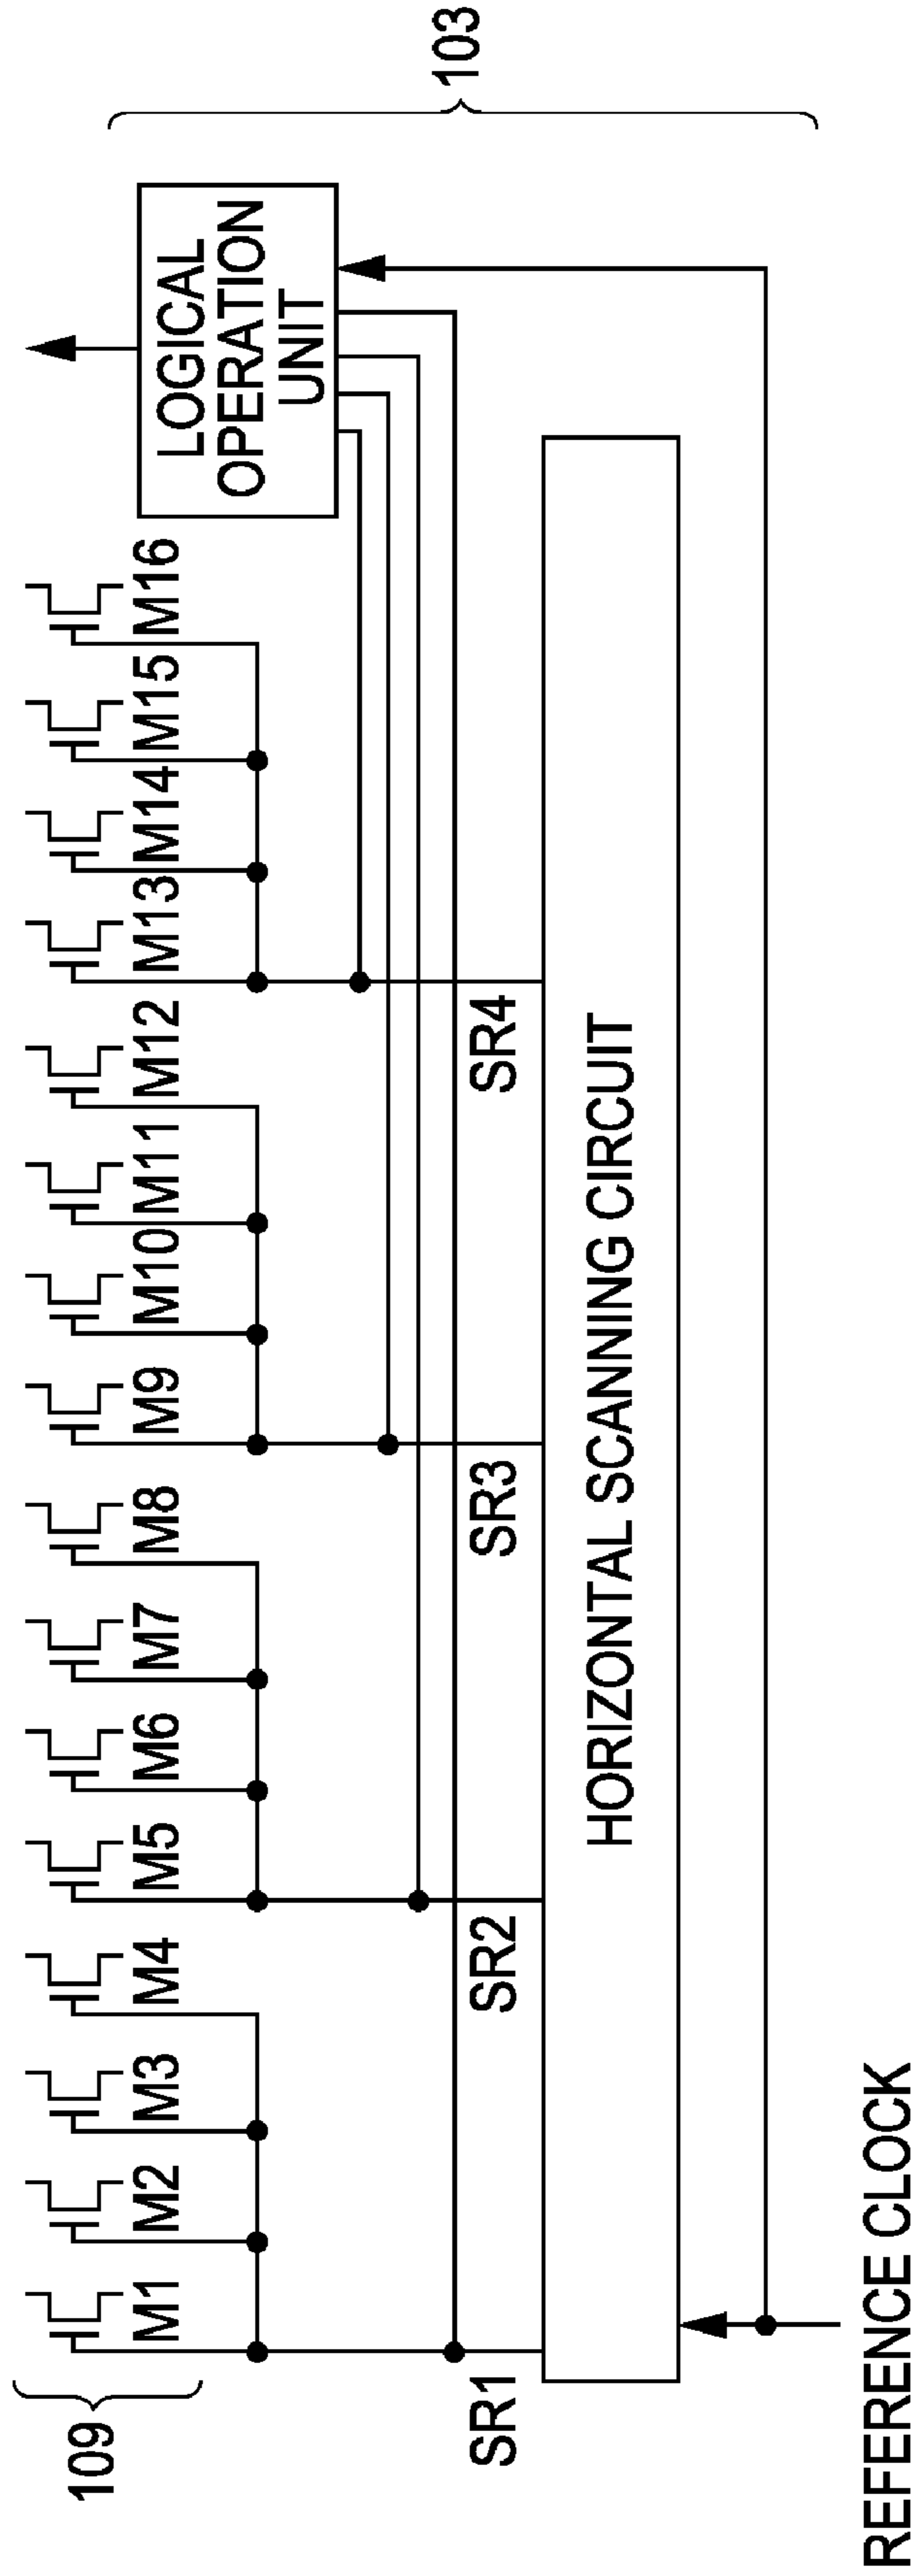 109
M1 M2 M3 M4 M5 M6 M7 M8 M9 M10 M11 M12 M13 M14 M15 M16
LOGICAL
OPERATION
UNIT
103
SR1 SR2 SR3 SR4
HORIZONTAL SCANNING CIRCUIT
REFERENCE CLOCK